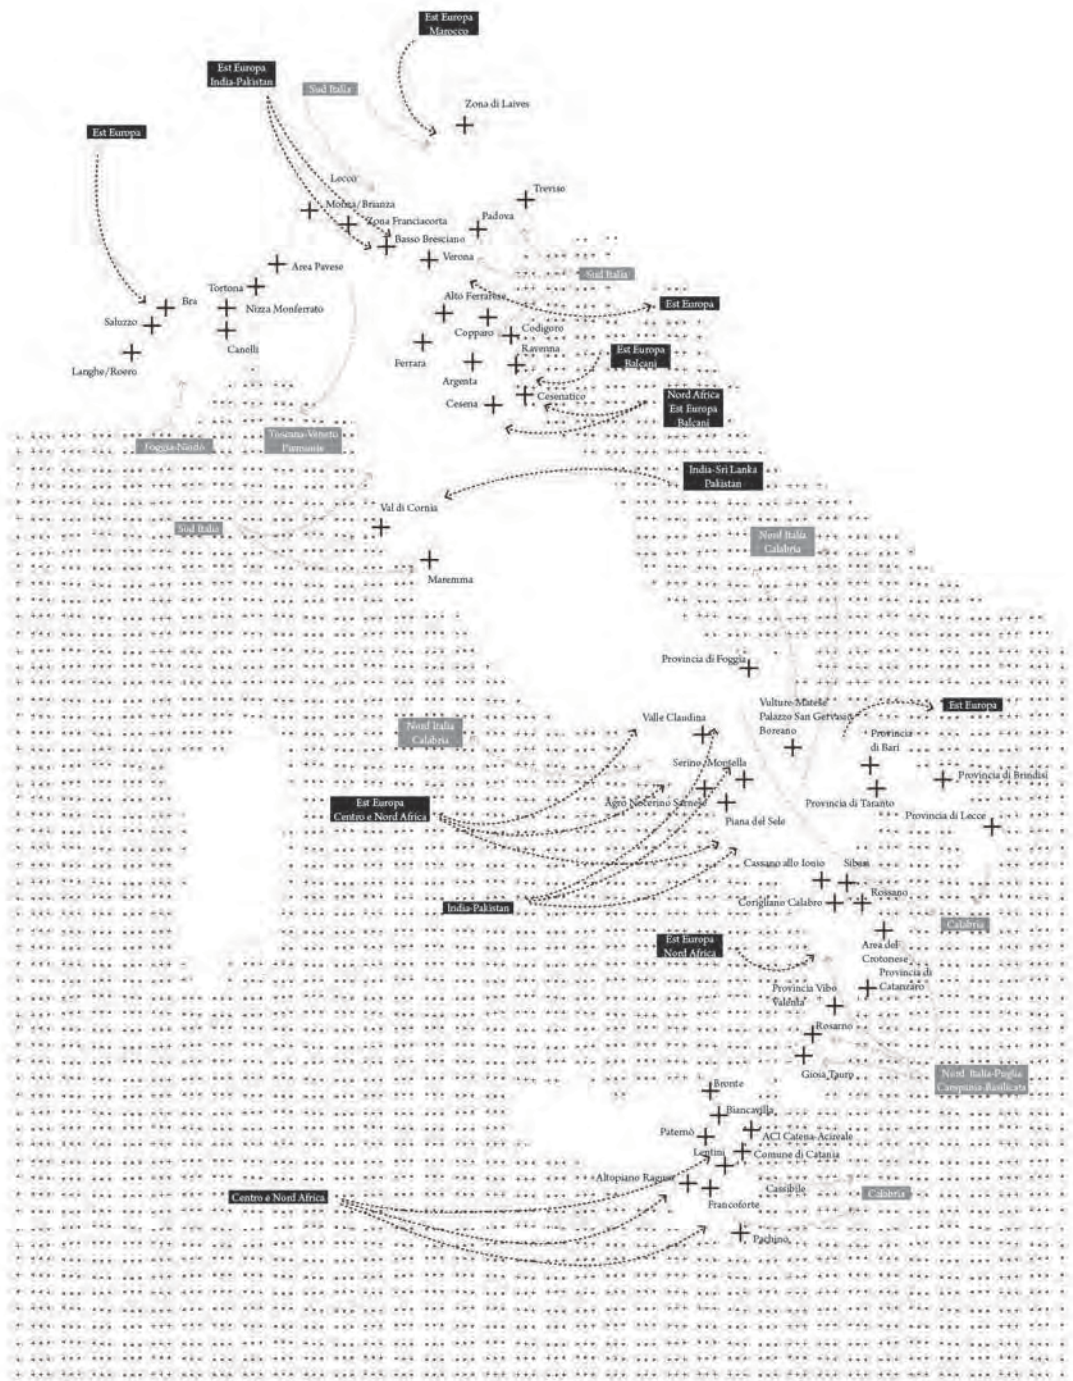 Est Europa
Marocco
Est Europa
India-Pakistan
Sud Italia
Zona di Laives
Est Europa
Lecco
Treviso
Monza/Brianza
Zona Franciacorta
Padova
Basso Bresciano
Verona
Area Pavese
Sud Italia
Tortona
Alto Ferrarese
Est Europa
Bra
Nizza Monferrato
Saluzzo
Copparo
Codigoro
Canelli
Ravenna
Est Europa
Balcani
Ferrara
Langhe/Roero
Argenta
Cesenatico
Nord Africa
Est Europa
Balcani
Cesena
Foggia-Nardò
Toscana-Veneto
Piemonte
India-Sri Lanka
Pakistan
Val di Cornia
Sud Italia
Nord Italia
Calabria
Maremma
Provincia di Foggia
Vulture-Matese
Palazzo San Gervasio
Boreano
Est Europa
Valle Claudina
Nord Italia
Calabria
Provincia
di Bari
Serino-Montella
Provincia di Brindisi
Est Europa
Centro e Nord Africa
Agro Nocerino Sarnese
Provincia di Taranto
Piana del Sele
Provincia di Lecce
Cassano allo Ionio
Sibari
Rossano
India-Pakistan
Corigliano Calabro
Calabria
Est Europa
Nord Africa
Area del
Crotonese
Provincia di
Catanzaro
Provincia Vibo
Valentia
Rosarno
Gioia Tauro
Nord Italia-Puglia
Campania-Basilicata
Bronte
Biancavilla
Paternò
ACI Catena-Acireale
Lentini
Comune di Catania
Altopiano Ragusa
Centro e Nord Africa
Cassibile
Calabria
Francoforte
Pachino